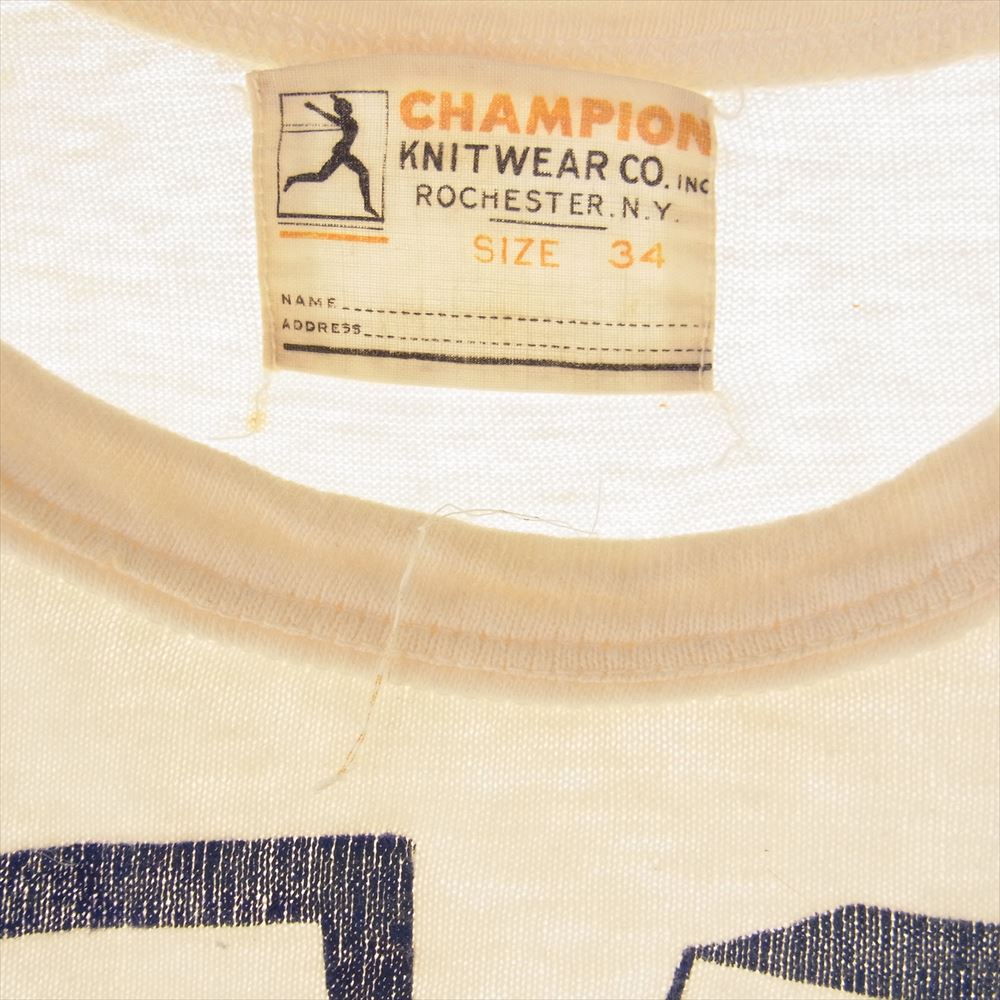 CHAMPION
KNITWEAR CO. INC
ROCHESTER, N.Y.
SIZE 34
NAME
ADDRESS